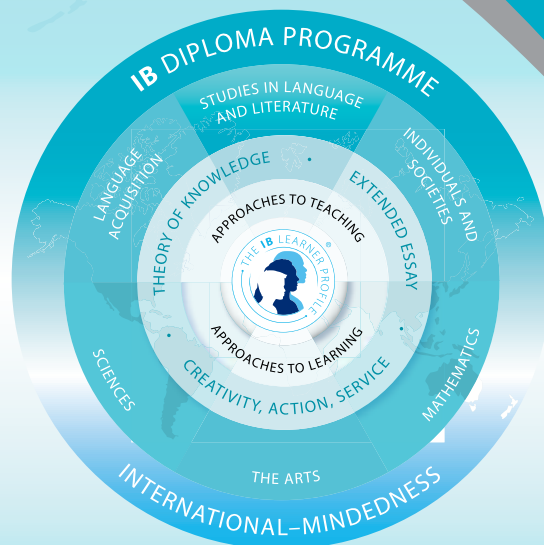 IB DIPLOMA PROGRAMME
STUDIES IN LANGUAGE
AND LITERATURE
LANGUAGE
ACQUISITION
INDIVIDUALS AND
SOCIETIES
THEORY OF KNOWLEDGE
EXTENDED ESSAY
APPROACHES TO TEACHING
• THE IB LEARNER PROFILE •
®
APPROACHES TO LEARNING
CREATIVITY, ACTION, SERVICE
SCIENCES
MATHEMATICS
THE ARTS
INTERNATIONAL–MINDEDNESS